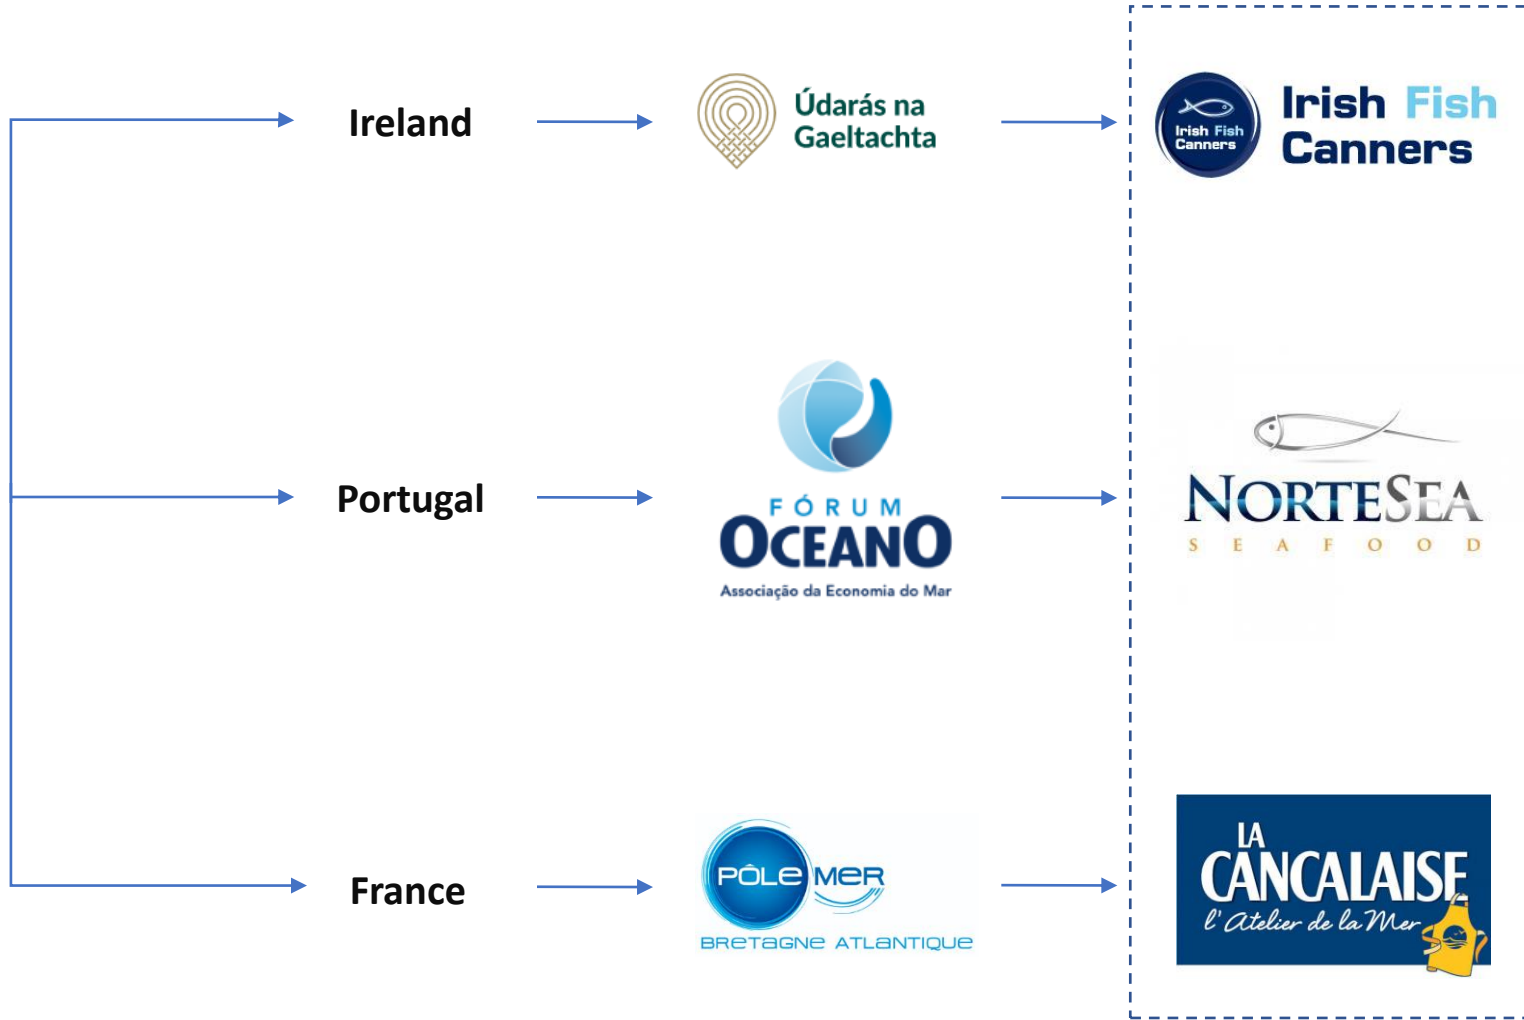 Ireland
Údarás na
Gaeltachta
Irish Fish
Canners
Irish Fish
Canners
Portugal
FÓRUM
OCEANO
Associação da Economia do Mar
NORTESEA
SEAFOOD
France
PÔLE MER
BRETAGNE ATLANTIQUE
LA
CANCALAISE
l'Atelier de la Mer